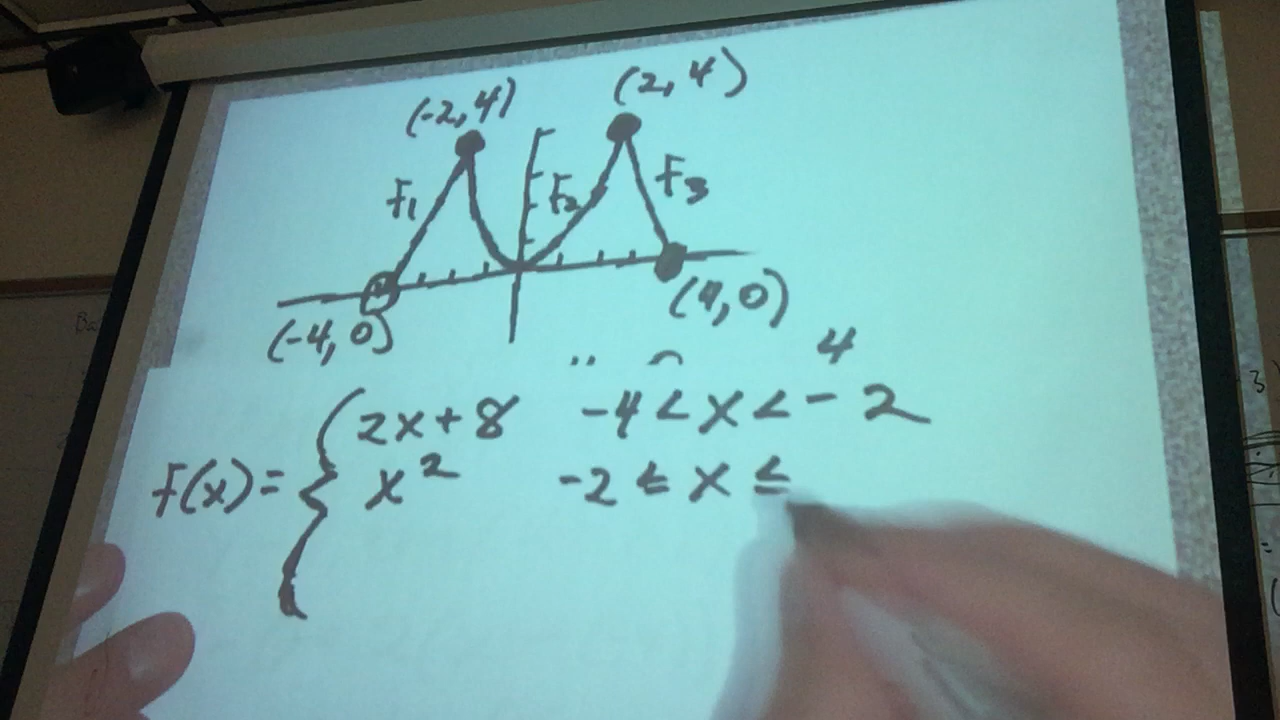 (-2,4) (2,4)
F1 F2 F3
(-4,0) (4,0)
4
2x+8 -4<x<-2
F(x)={ x² -2≤x≤